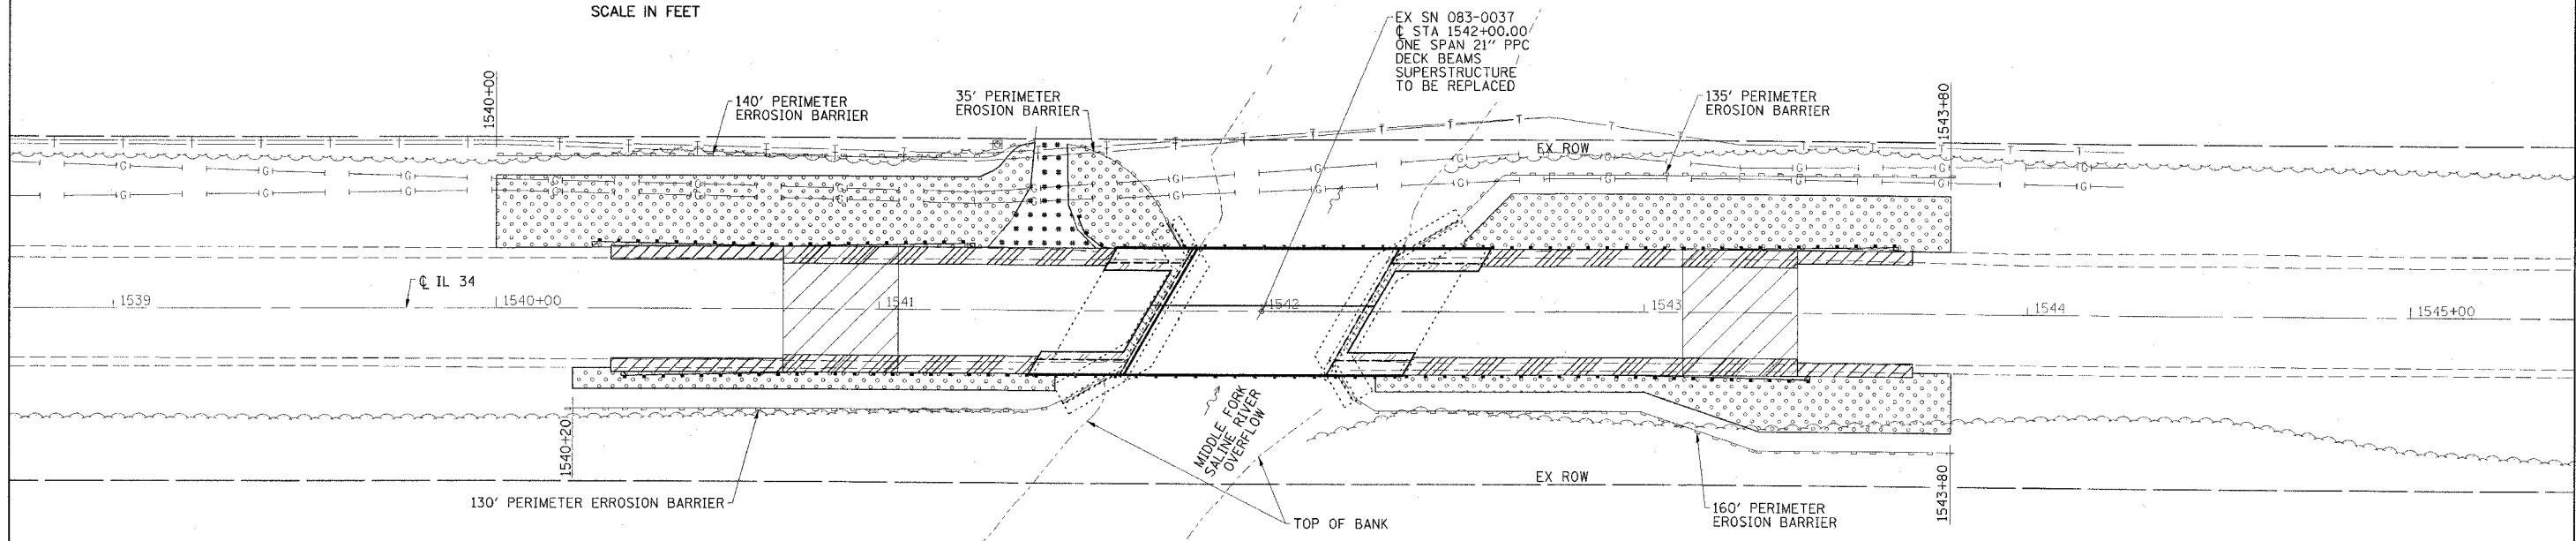 SCALE IN FEET
EX SN 083-0037
℄ STA 1542+00.00
ONE SPAN 21" PPC
DECK BEAMS
SUPERSTRUCTURE
TO BE REPLACED
1540+00
140' PERIMETER
ERROSION BARRIER
35' PERIMETER
EROSION BARRIER
135' PERIMETER
EROSION BARRIER
1543+80
EX ROW
℄ IL 34
1539
1540+00
1541
1542
1543
1544
1545+00
1540+20
MIDDLE FORK
SALINE RIVER
OVERFLOW
130' PERIMETER ERROSION BARRIER
TOP OF BANK
EX ROW
160' PERIMETER
EROSION BARRIER
1543+80